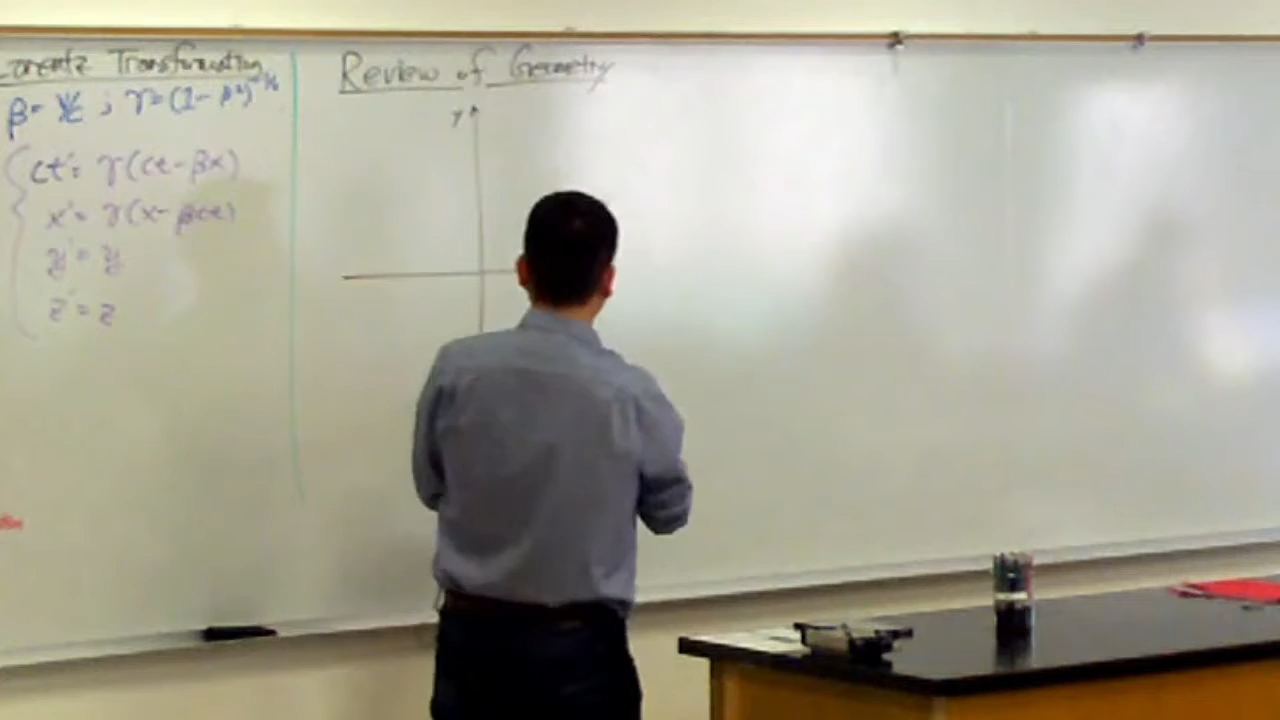 Lorentz Transformation
β = v/c ; γ = (1 - β²)^-1/2
ct' = γ(ct - βx)
x' = γ(x - βct)
y' = y
z' = z
Review of Geometry
y